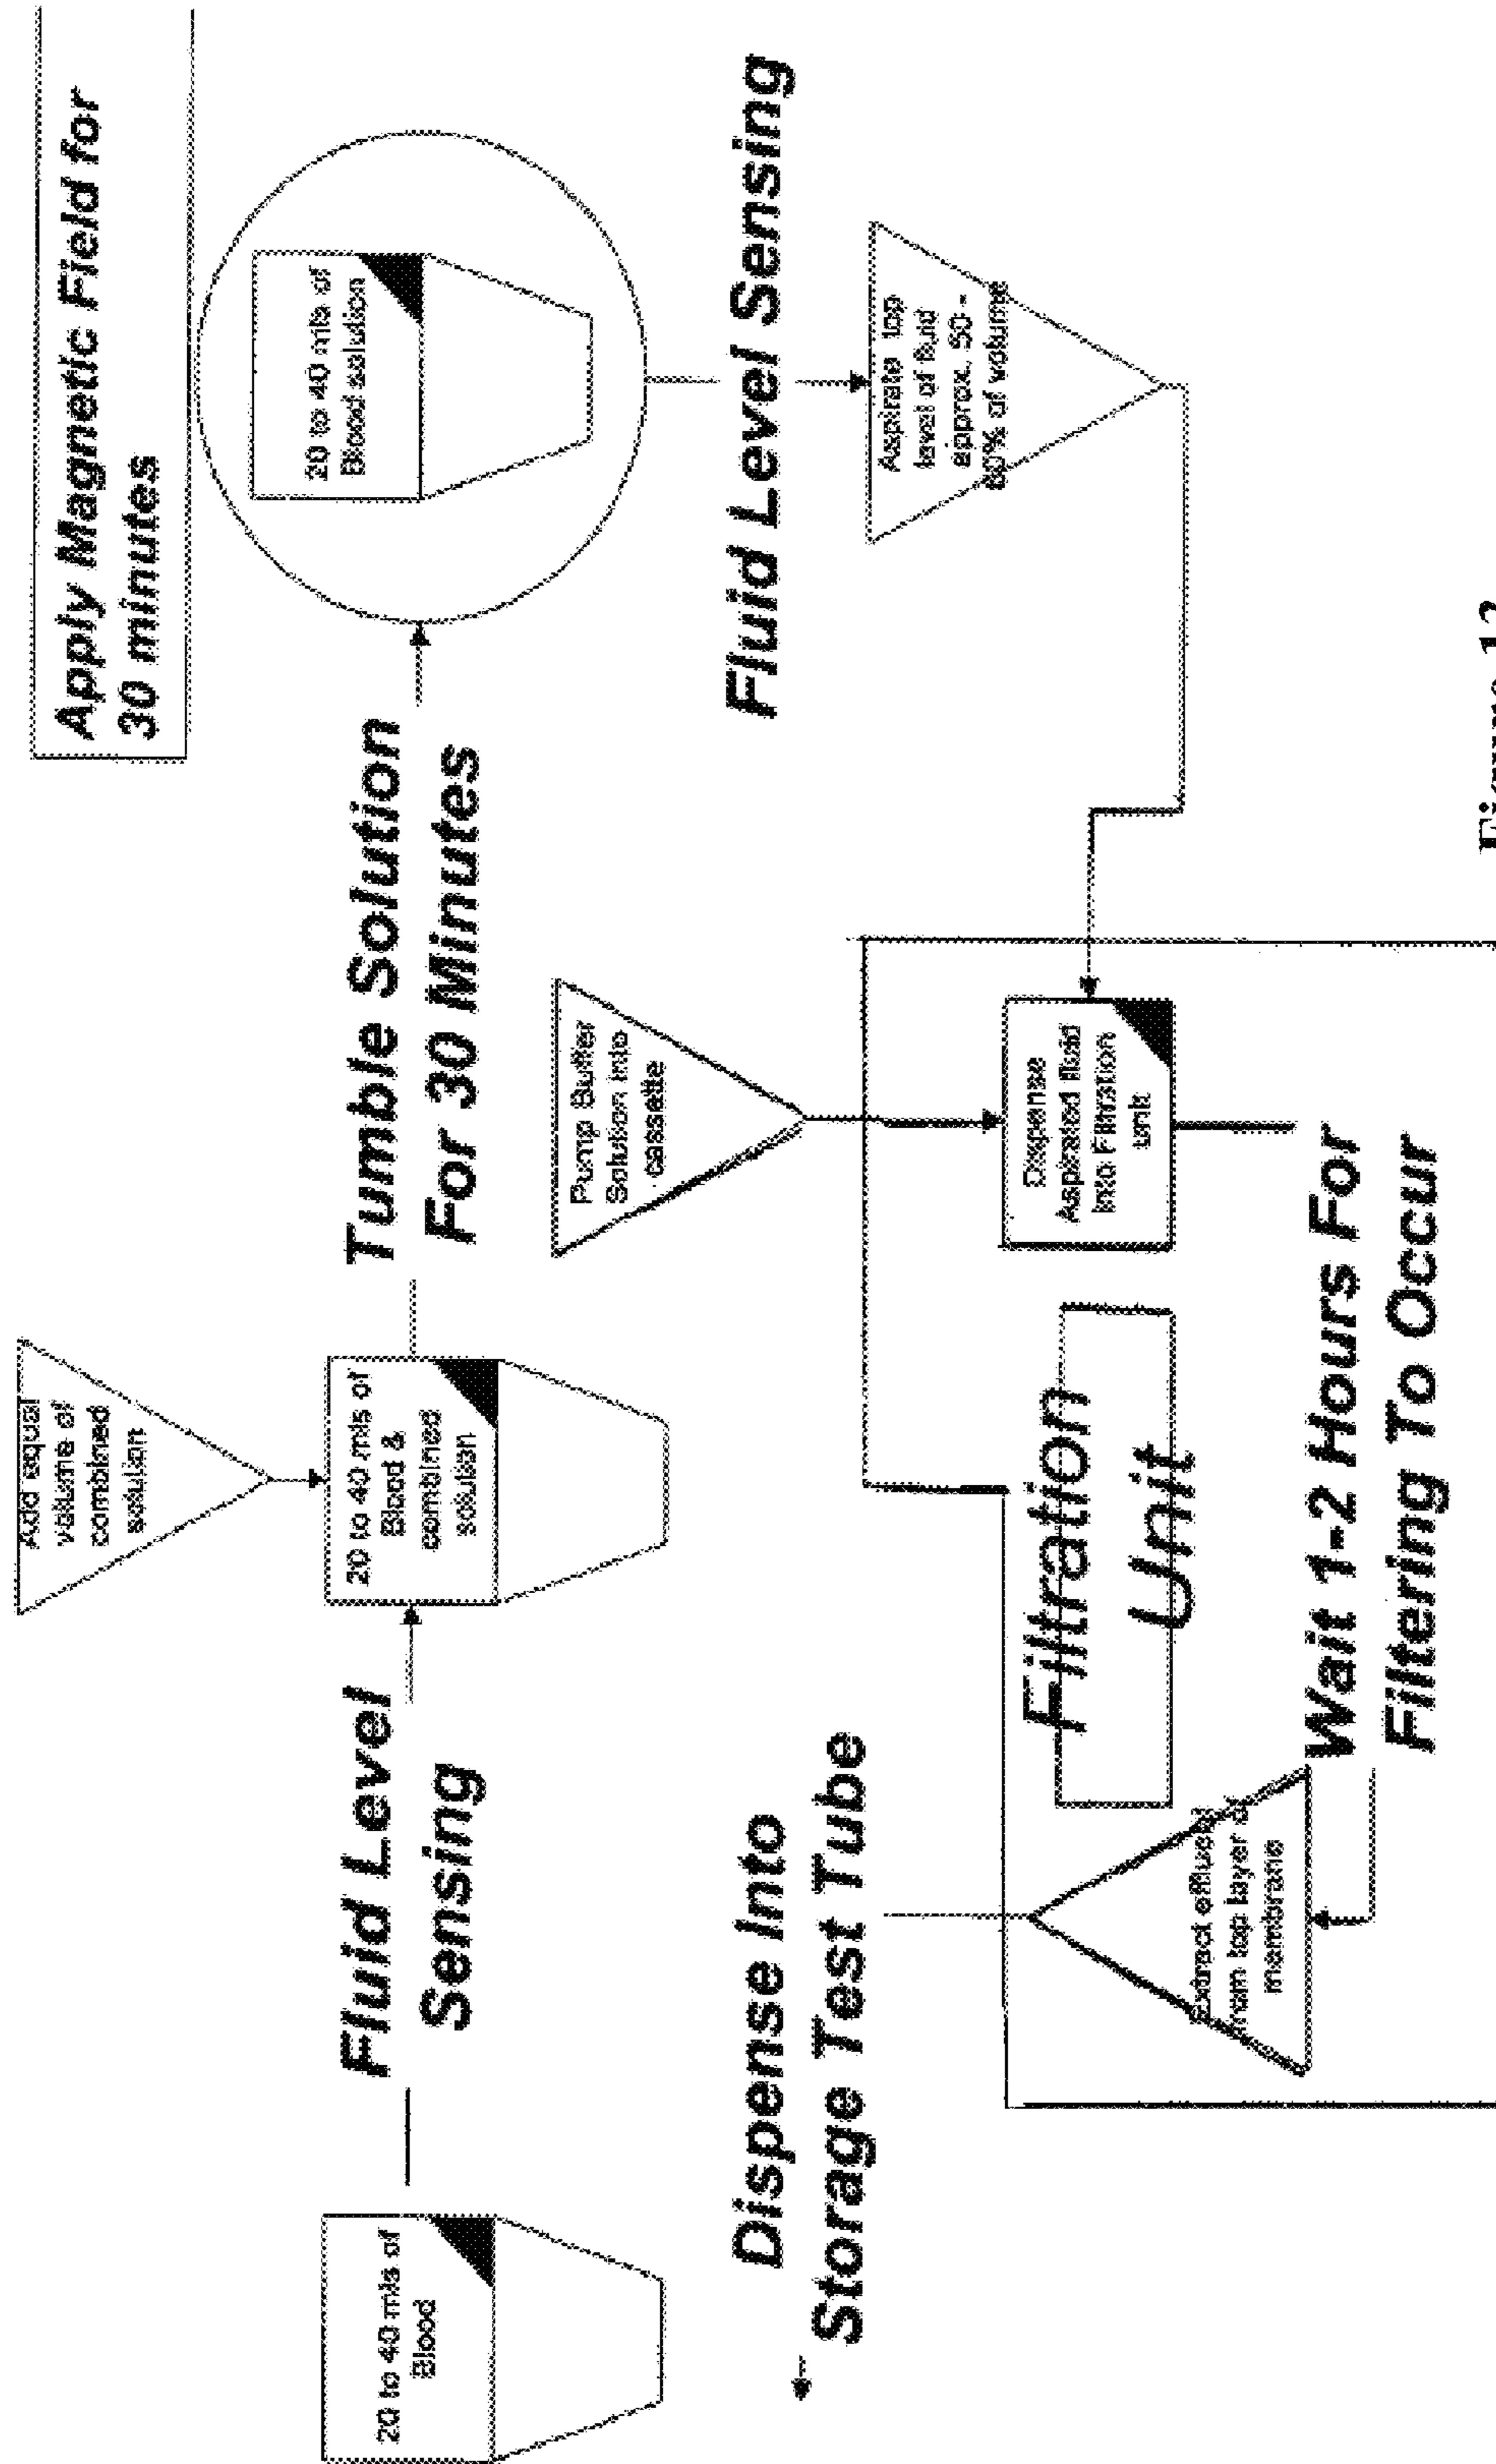 Apply Magnetic Field for
30 minutes
Add equal
volume of
combined
solution
20 to 40 mls of
Blood
Fluid Level
Sensing
20 to 40 mls of
Blood &
combined
solution
Tumble Solution
For 30 Minutes
20 to 40 mls of
Blood solution
Fluid Level Sensing
Aspirate top
level of fluid
approx. 50 -
of volume
Pump Buffer
Solution into
cassette
Dispense
Aspirated fluid
into Filtration
unit
Filtration
Unit
Wait 1-2 Hours For
Filtering To Occur
Extract
from top layer of
membrane
Dispense Into
Storage Test Tube